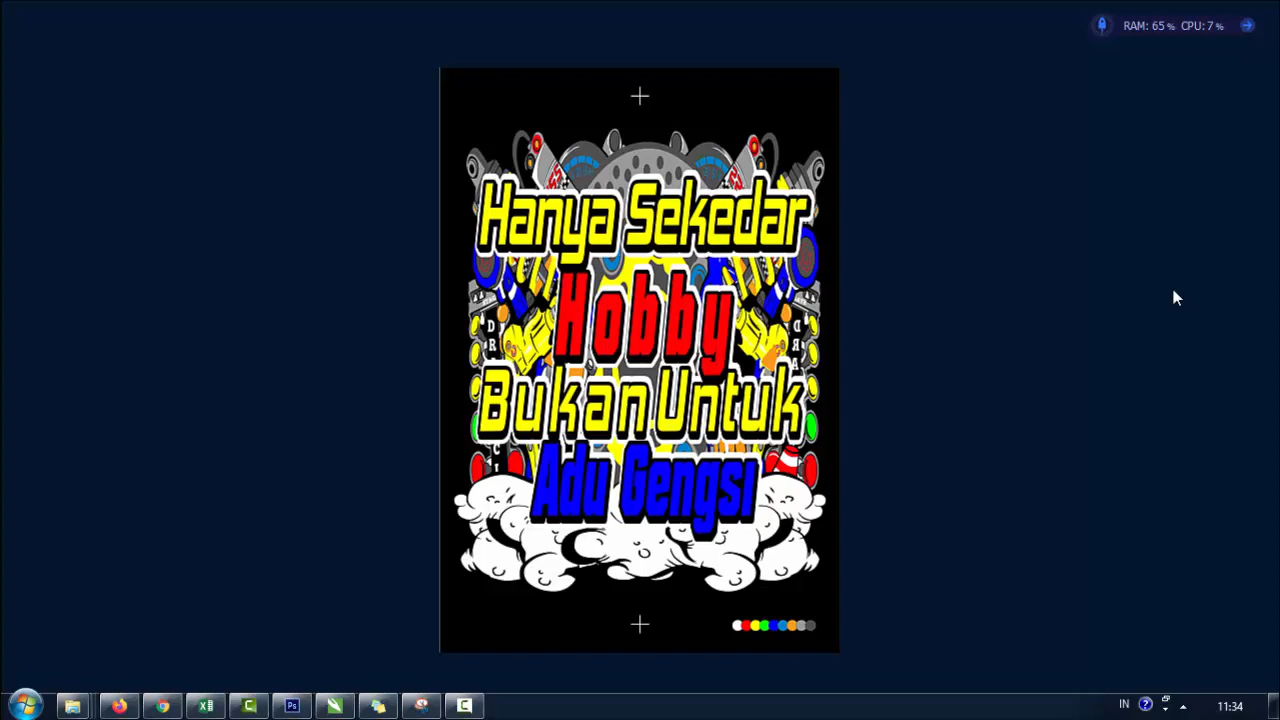 RAM: 65 % CPU: 7 %
Hanya Sekedar
Hobby
Bukan Untuk
Adu Gengsi
IN
11:34